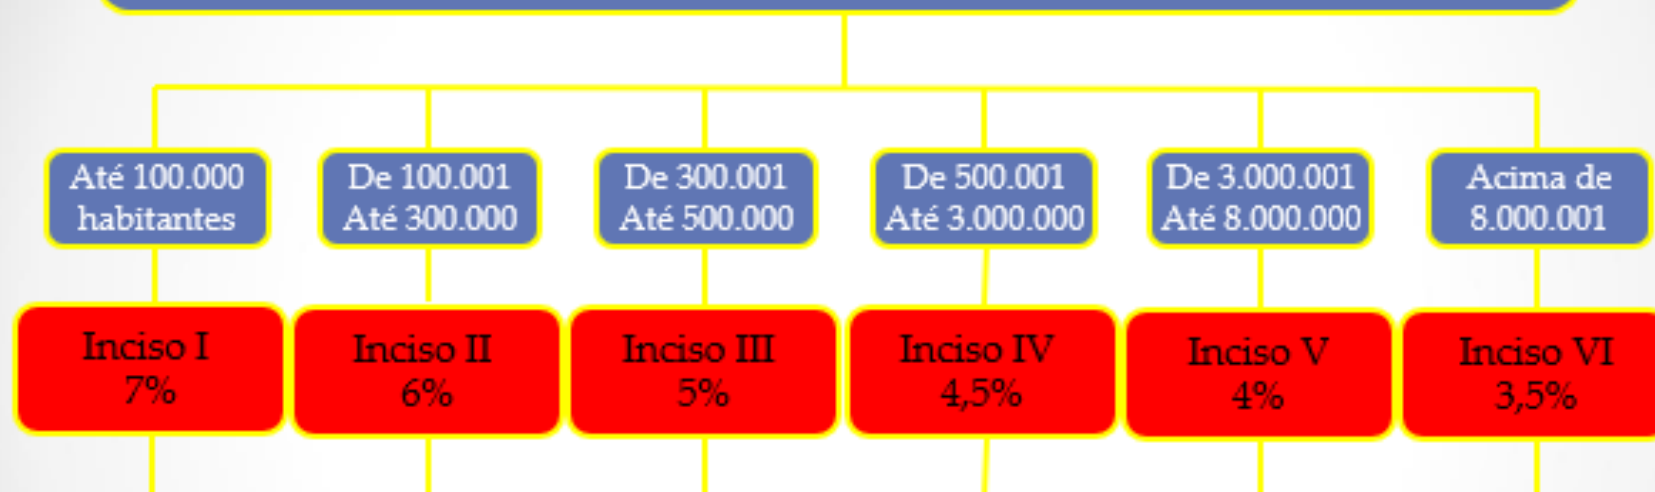 Até 100.000
habitantes
De 100.001
Até 300.000
De 300.001
Até 500.000
De 500.001
Até 3.000.000
De 3.000.001
Até 8.000.000
Acima de
8.000.001
Inciso I
7%
Inciso II
6%
Inciso III
5%
Inciso IV
4,5%
Inciso V
4%
Inciso VI
3,5%